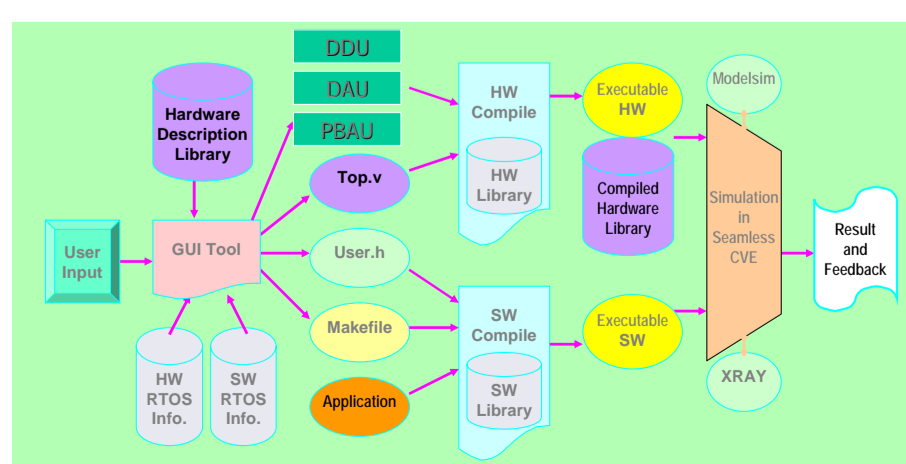 DDU
DAU
PBAU
Hardware
Description
Library
Top.v
HW
Compile
HW
Library
Executable
HW
Compiled
Hardware
Library
Modelsim
User
Input
GUI Tool
User.h
Makefile
Application
HW
RTOS
Info.
SW
RTOS
Info.
SW
Compile
SW
Library
Executable
SW
Simulation
in
Seamless
CVE
XRAY
Result
and
Feedback